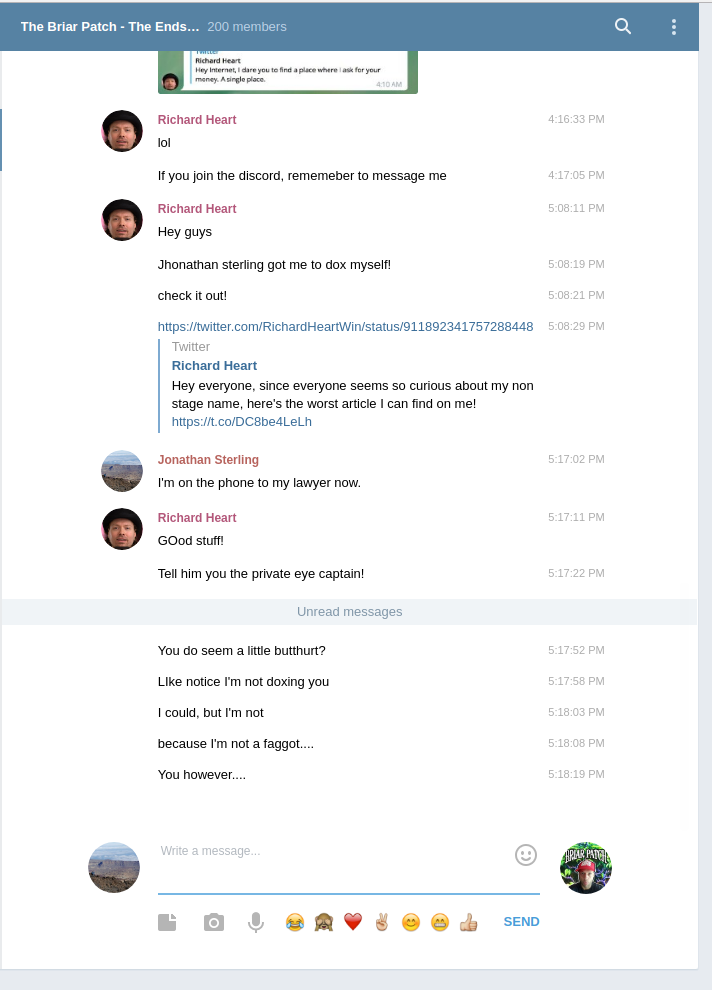 The Briar Patch - The Ends… 200 members
Twitter
Richard Heart
Hey Internet, I dare you to find a place where I ask for your
money. A single place.
4:10 AM
Richard Heart 4:16:33 PM
lol
If you join the discord, rememeber to message me 4:17:05 PM
Richard Heart 5:08:11 PM
Hey guys
Jhonathan sterling got me to dox myself! 5:08:19 PM
check it out! 5:08:21 PM
https://twitter.com/RichardHeartWin/status/911892341757288448 5:08:29 PM
Twitter
Richard Heart
Hey everyone, since everyone seems so curious about my non
stage name, here's the worst article I can find on me!
https://t.co/DC8be4LeLh
Jonathan Sterling 5:17:02 PM
I'm on the phone to my lawyer now.
Richard Heart 5:17:11 PM
GOod stuff!
Tell him you the private eye captain! 5:17:22 PM
Unread messages
You do seem a little butthurt? 5:17:52 PM
LIke notice I'm not doxing you 5:17:58 PM
I could, but I'm not 5:18:03 PM
because I'm not a faggot.... 5:18:08 PM
You however.... 5:18:19 PM
Write a message...
BRIAR PATCH
SEND